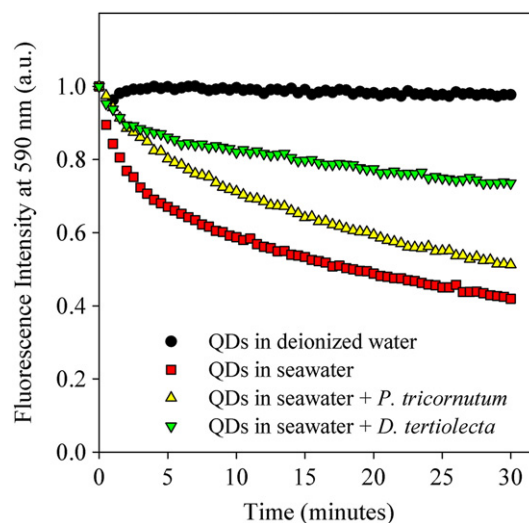 Fluorescence Intensity at 590 nm (a.u.)
1.0
0.8
0.6
0.4
0.2
0.0
QDs in deionized water
QDs in seawater
QDs in seawater + P. tricornutum
QDs in seawater + D. tertiolecta
0 5 10 15 20 25 30
Time (minutes)